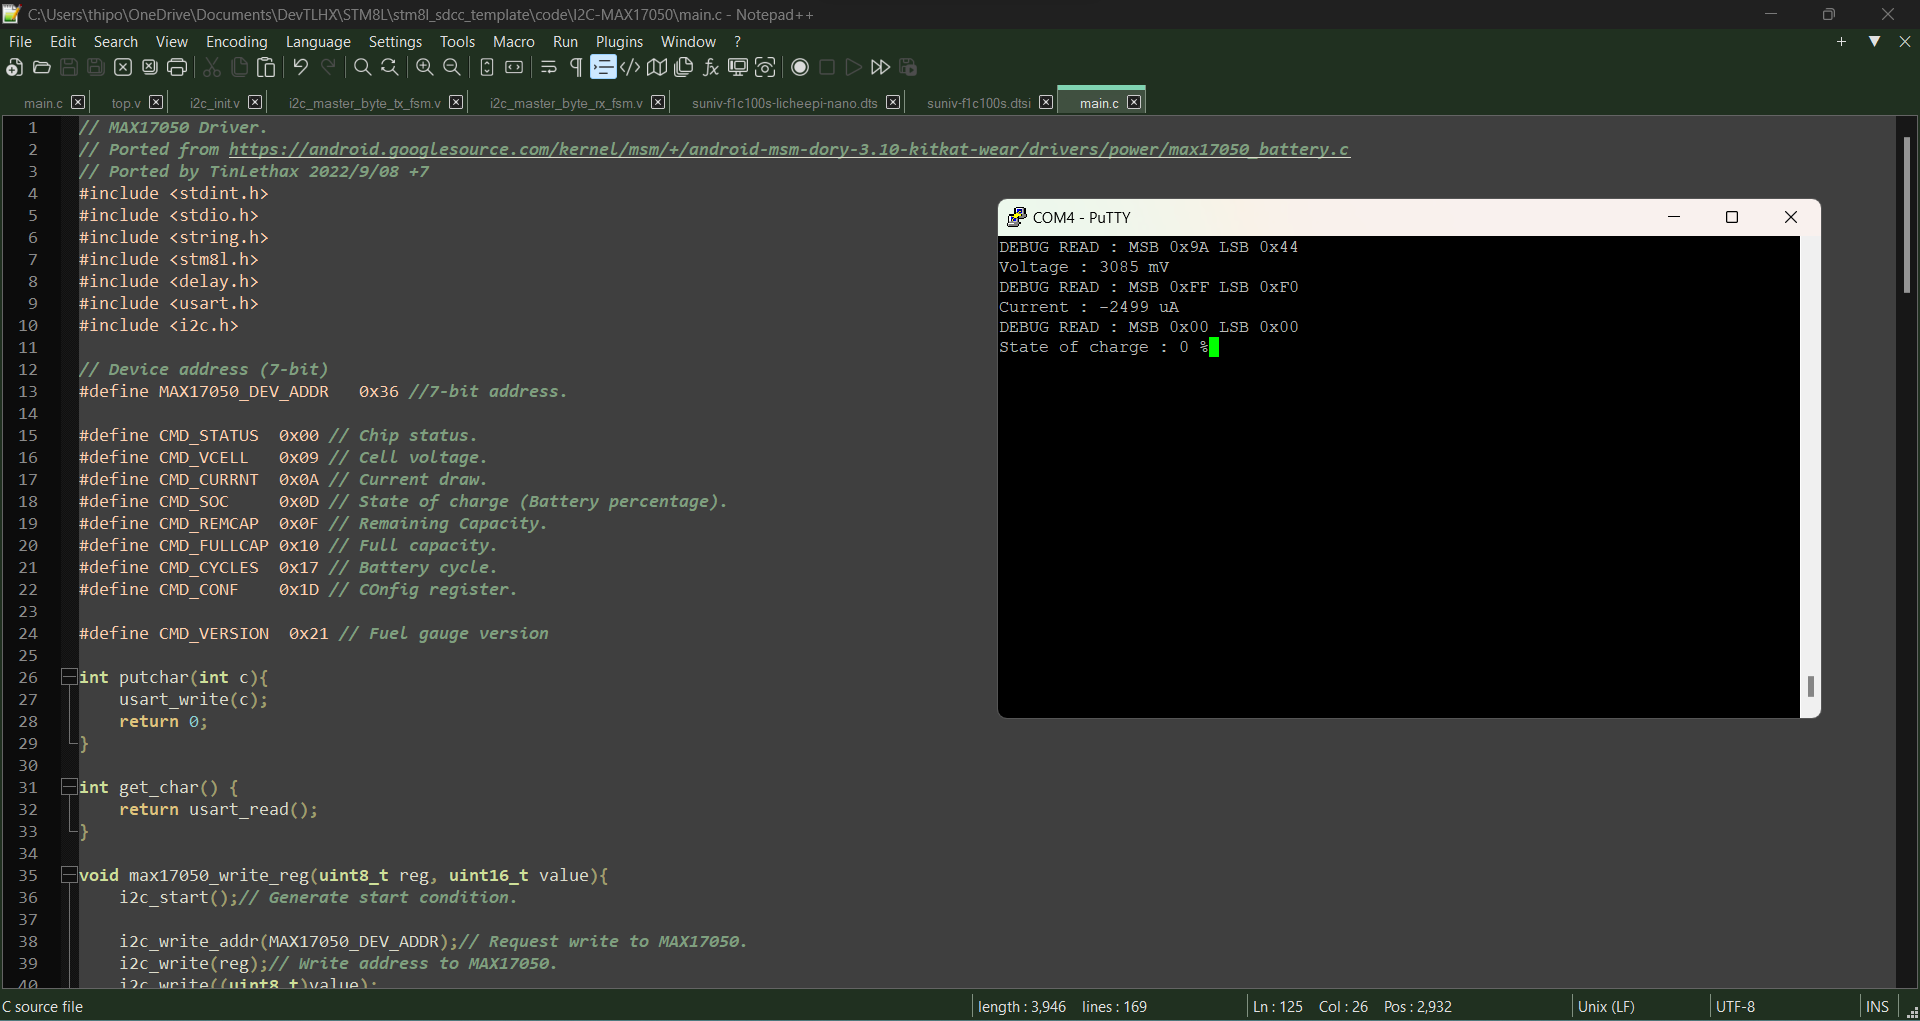 C:\Users\thipo\OneDrive\Documents\DevTLHX\STM8L\stm8l_sdcc_template\code\I2C-MAX17050\main.c - Notepad++
File Edit Search View Encoding Language Settings Tools Macro Run Plugins Window ?
main.c top.v i2c_init.v i2c_master_byte_tx_fsm.v i2c_master_byte_rx_fsm.v suniv-f1c100s-licheepi-nano.dts suniv-f1c100s.dtsi main.c
1 // MAX17050 Driver.
2 // Ported from https://android.googlesource.com/kernel/msm/+/android-msm-dory-3.10-kitkat-wear/drivers/power/max17050_battery.c
3 // Ported by TinLethax 2022/9/08 +7
4 #include <stdint.h>
5 #include <stdio.h>
6 #include <string.h>
7 #include <stm8l.h>
8 #include <delay.h>
9 #include <usart.h>
10 #include <i2c.h>
11
12 // Device address (7-bit)
13 #define MAX17050_DEV_ADDR   0x36 //7-bit address.
14
15 #define CMD_STATUS  0x00 // Chip status.
16 #define CMD_VCELL   0x09 // Cell voltage.
17 #define CMD_CURRNT  0x0A // Current draw.
18 #define CMD_SOC     0x0D // State of charge (Battery percentage).
19 #define CMD_REMCAP  0x0F // Remaining Capacity.
20 #define CMD_FULLCAP 0x10 // Full capacity.
21 #define CMD_CYCLES  0x17 // Battery cycle.
22 #define CMD_CONF    0x1D // COnfig register.
23
24 #define CMD_VERSION  0x21 // Fuel gauge version
25
26 int putchar(int c){
27     usart_write(c);
28     return 0;
29 }
30
31 int get_char() {
32     return usart_read();
33 }
34
35 void max17050_write_reg(uint8_t reg, uint16_t value){
36     i2c_start();// Generate start condition.
37
38     i2c_write_addr(MAX17050_DEV_ADDR);// Request write to MAX17050.
39     i2c_write(reg);// Write address to MAX17050.
40     i2c_write((uint8_t)value);
COM4 - PuTTY
DEBUG READ : MSB 0x9A LSB 0x44
Voltage : 3085 mV
DEBUG READ : MSB 0xFF LSB 0xF0
Current : -2499 uA
DEBUG READ : MSB 0x00 LSB 0x00
State of charge : 0 %
C source file length : 3,946 lines : 169 Ln : 125 Col : 26 Pos : 2,932 Unix (LF) UTF-8 INS